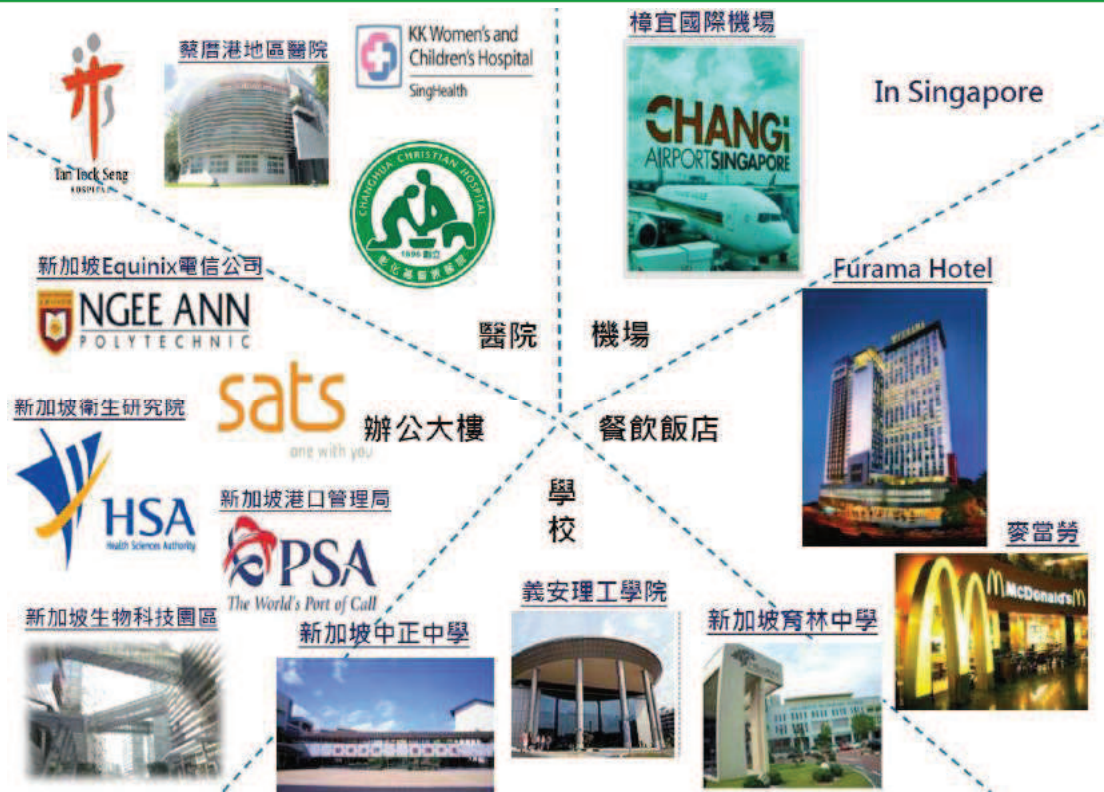 樟宜國際機場
CHANGi
AIRPORTSINGAPORE
In Singapore
KK Women's and
Children's Hospital
SingHealth
蔡厝港地區醫院
Tan Tock Seng
HOSPITAL
CHANGHUA CHRISTIAN HOSPITAL
1896 創立
彰化基督教醫院
新加坡Equinix電信公司
NGEE ANN
POLYTECHNIC
Furama Hotel
醫院
機場
sats
one with you
新加坡衛生研究院
HSA
Health Sciences Authority
辦公大樓
餐飲飯店
學
校
新加坡港口管理局
PSA
The World's Port of Call
麥當勞
McDonald's
新加坡生物科技園區
新加坡中正中學
義安理工學院
新加坡育林中學